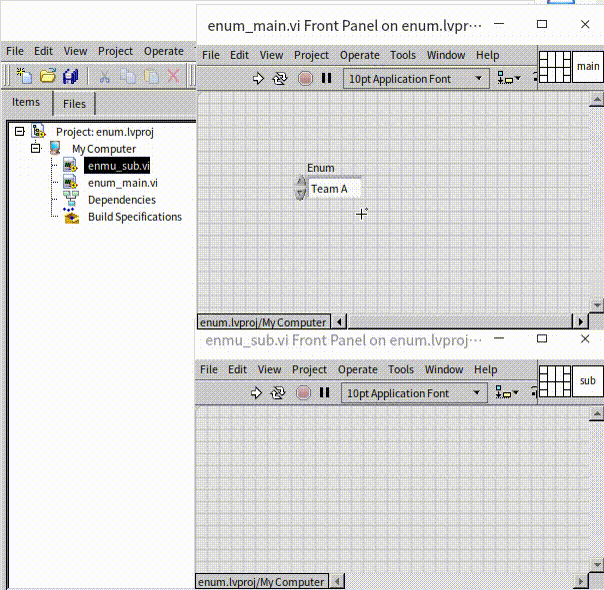 File Edit View Project Operate
Items Files
Project: enum.lvproj
My Computer
enmu_sub.vi
enum_main.vi
Dependencies
Build Specifications
enum_main.vi Front Panel on enum.lvpr...
File Edit View Project Operate Tools Window Help
10pt Application Font
main
Enum
Team A
enum.lvproj/My Computer
enmu_sub.vi Front Panel on enum.lvproj...
File Edit View Project Operate Tools Window Help
10pt Application Font
sub
enum.lvproj/My Computer